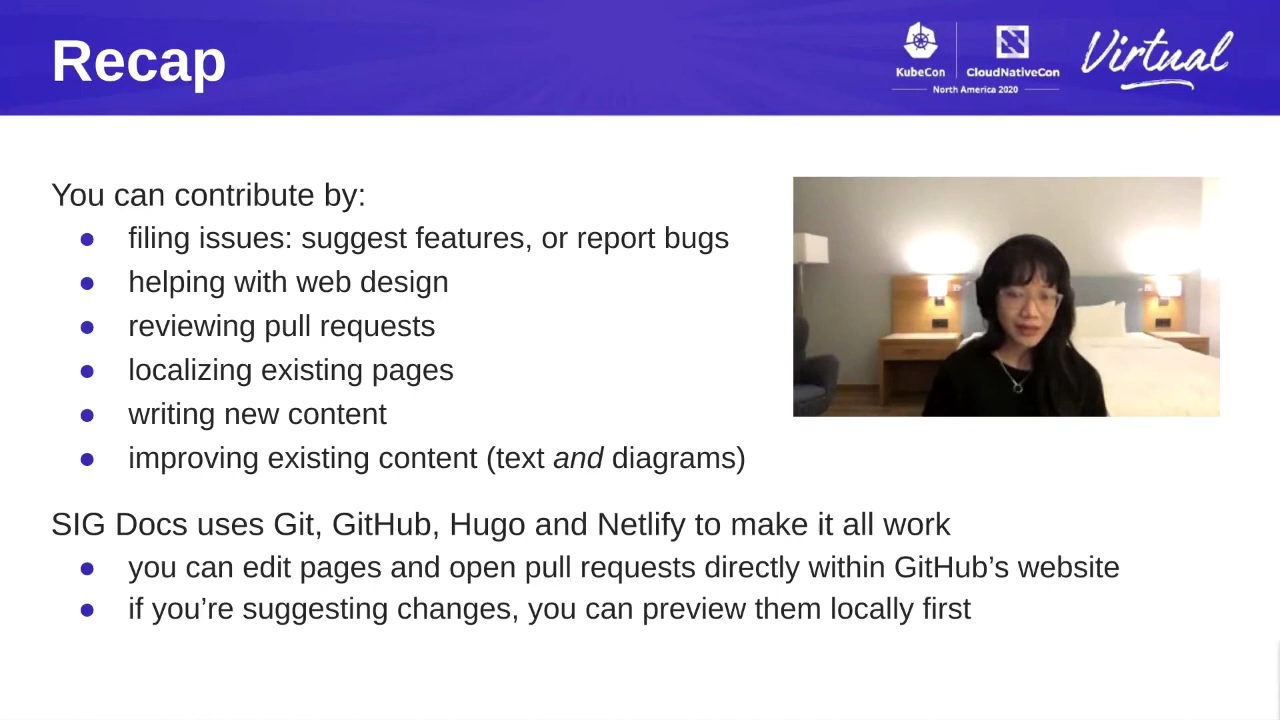 Recap
KubeCon
CloudNativeCon
North America 2020
Virtual
You can contribute by:
● filing issues: suggest features, or report bugs
● helping with web design
● reviewing pull requests
● localizing existing pages
● writing new content
● improving existing content (text and diagrams)
SIG Docs uses Git, GitHub, Hugo and Netlify to make it all work
● you can edit pages and open pull requests directly within GitHub’s website
● if you’re suggesting changes, you can preview them locally first